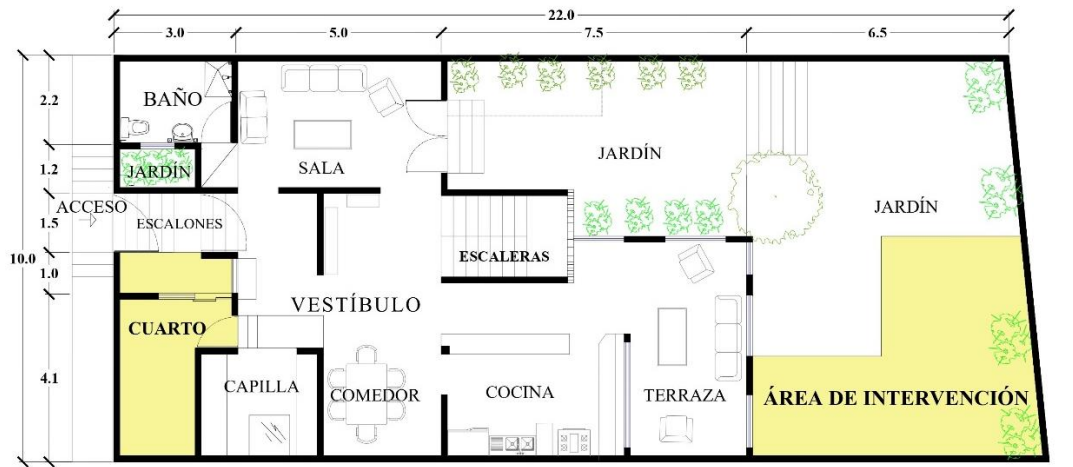 22.0
3.0 5.0 7.5 6.5
2.2
BAÑO
JARDÍN
1.2
JARDÍN
SALA
ACCESO
1.5
ESCALONES
JARDÍN
10.0
1.0
ESCALERAS
VESTÍBULO
CUARTO
4.1
CAPILLA
COMEDOR
COCINA
TERRAZA
ÁREA DE INTERVENCIÓN